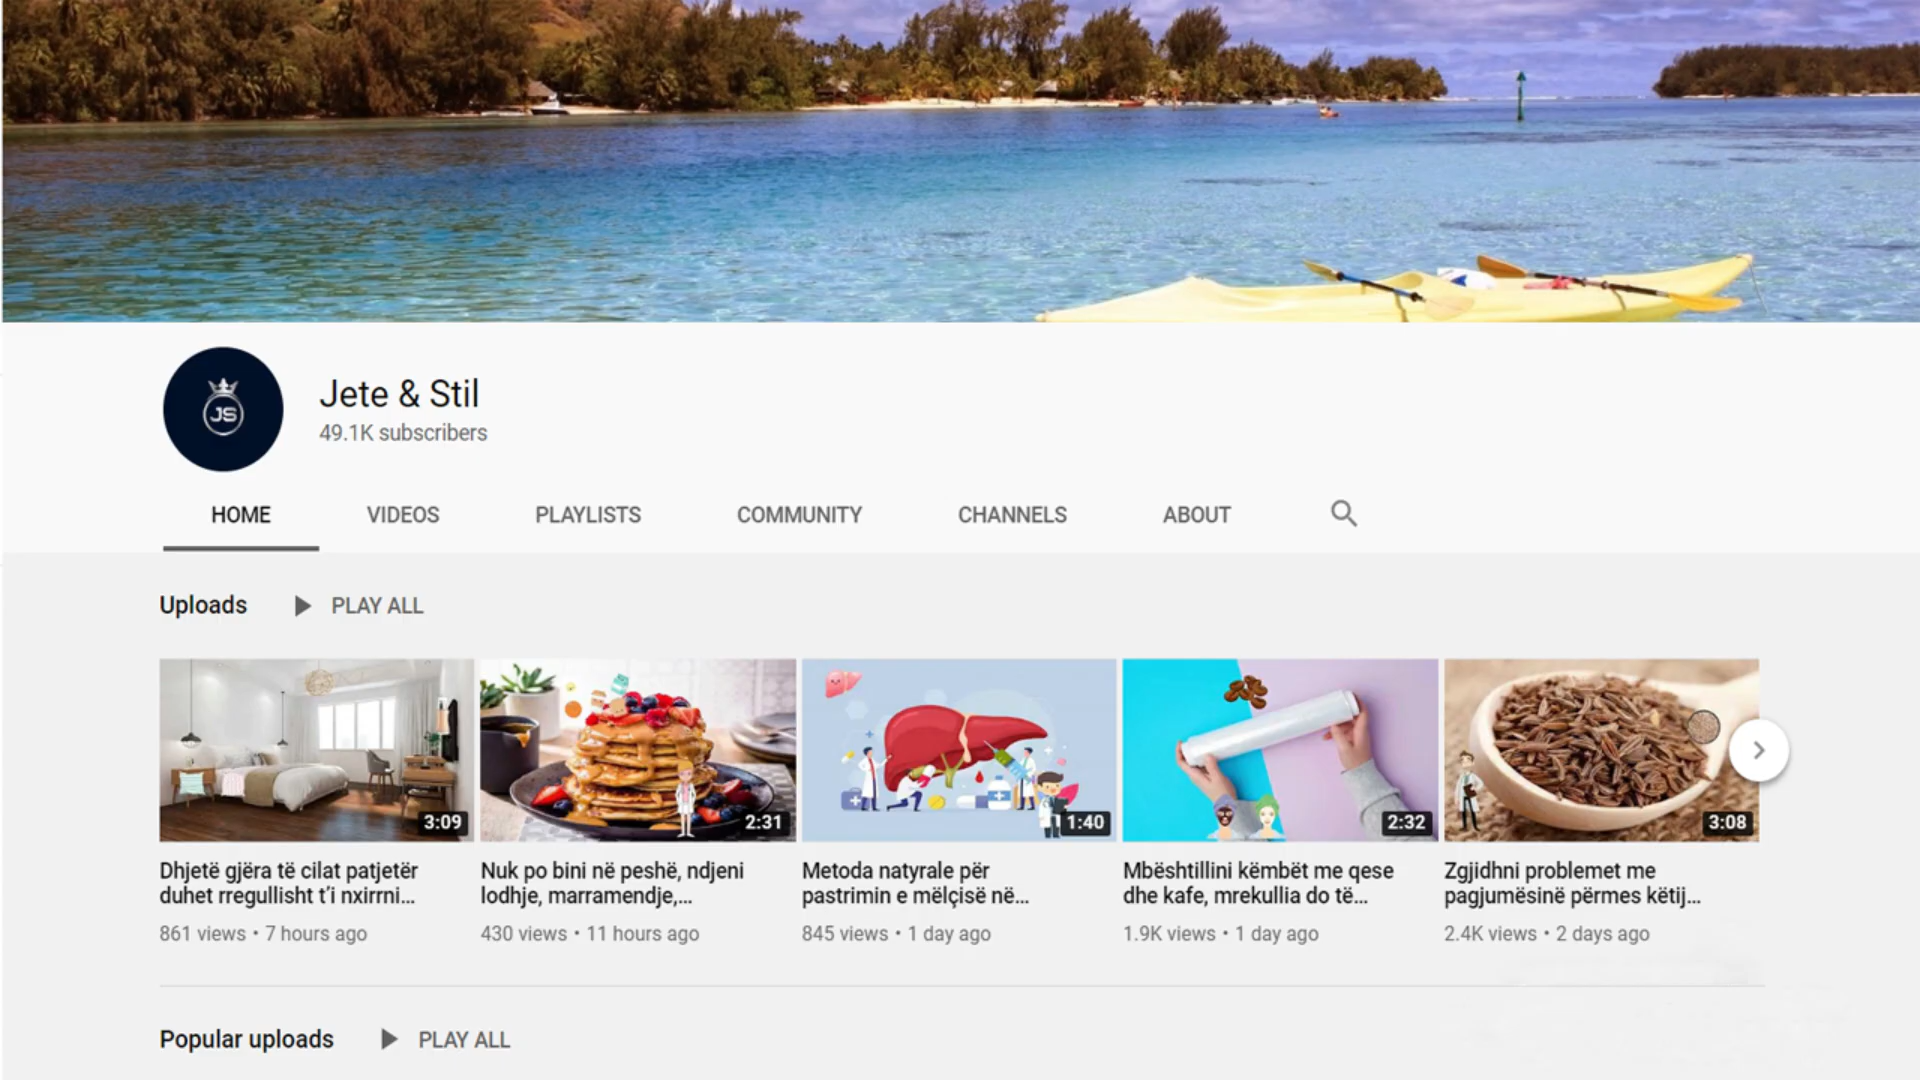 JS
Jete & Stil
49.1K subscribers
HOME VIDEOS PLAYLISTS COMMUNITY CHANNELS ABOUT
Uploads PLAY ALL
3:09 2:31 1:40 2:32 3:08
Dhjetë gjëra të cilat patjetër
duhet rregullisht t’i nxirrni...
861 views • 7 hours ago
Nuk po bini në peshë, ndjeni
lodhje, marramendje,...
430 views • 11 hours ago
Metoda natyrale për
pastrimin e mëlçisë në...
845 views • 1 day ago
Mbështillini këmbët me qese
dhe kafe, mrekullia do të...
1.9K views • 1 day ago
Zgjidhni problemet me
pagjumësinë përmes këtij...
2.4K views • 2 days ago
Popular uploads PLAY ALL